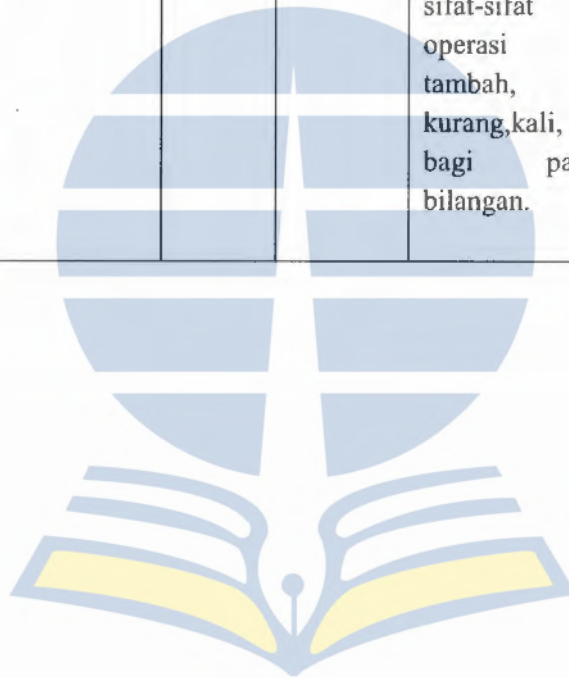 sifat-sifat
operasi
tambah,
kurang,kali,
bagi
bilangan.